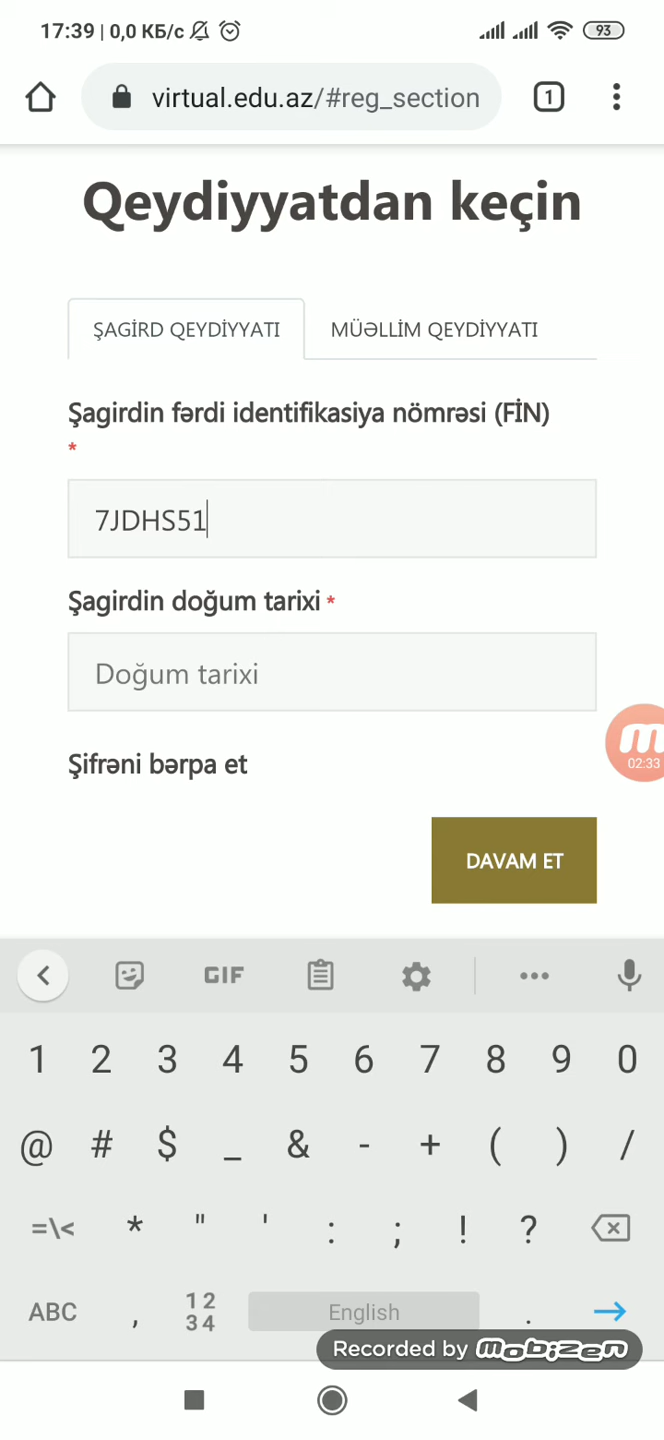 17:39 | 0,0 КБ/с
93
virtual.edu.az/#reg_section
1
Qeydiyyatdan keçin
ŞAGİRD QEYDİYYATI
MÜƏLLİM QEYDİYYATI
Şagirdin fərdi identifikasiya nömrəsi (FİN)
*
7JDHS51
Şagirdin doğum tarixi *
Doğum tarixi
Şifrəni bərpa et
m
02:33
DAVAM ET
GIF
1 2 3 4 5 6 7 8 9 0
@ # $ _ & - + ( ) /
=\< * " ' : ; ! ?
ABC , 12 34 English .
Recorded by mobizen